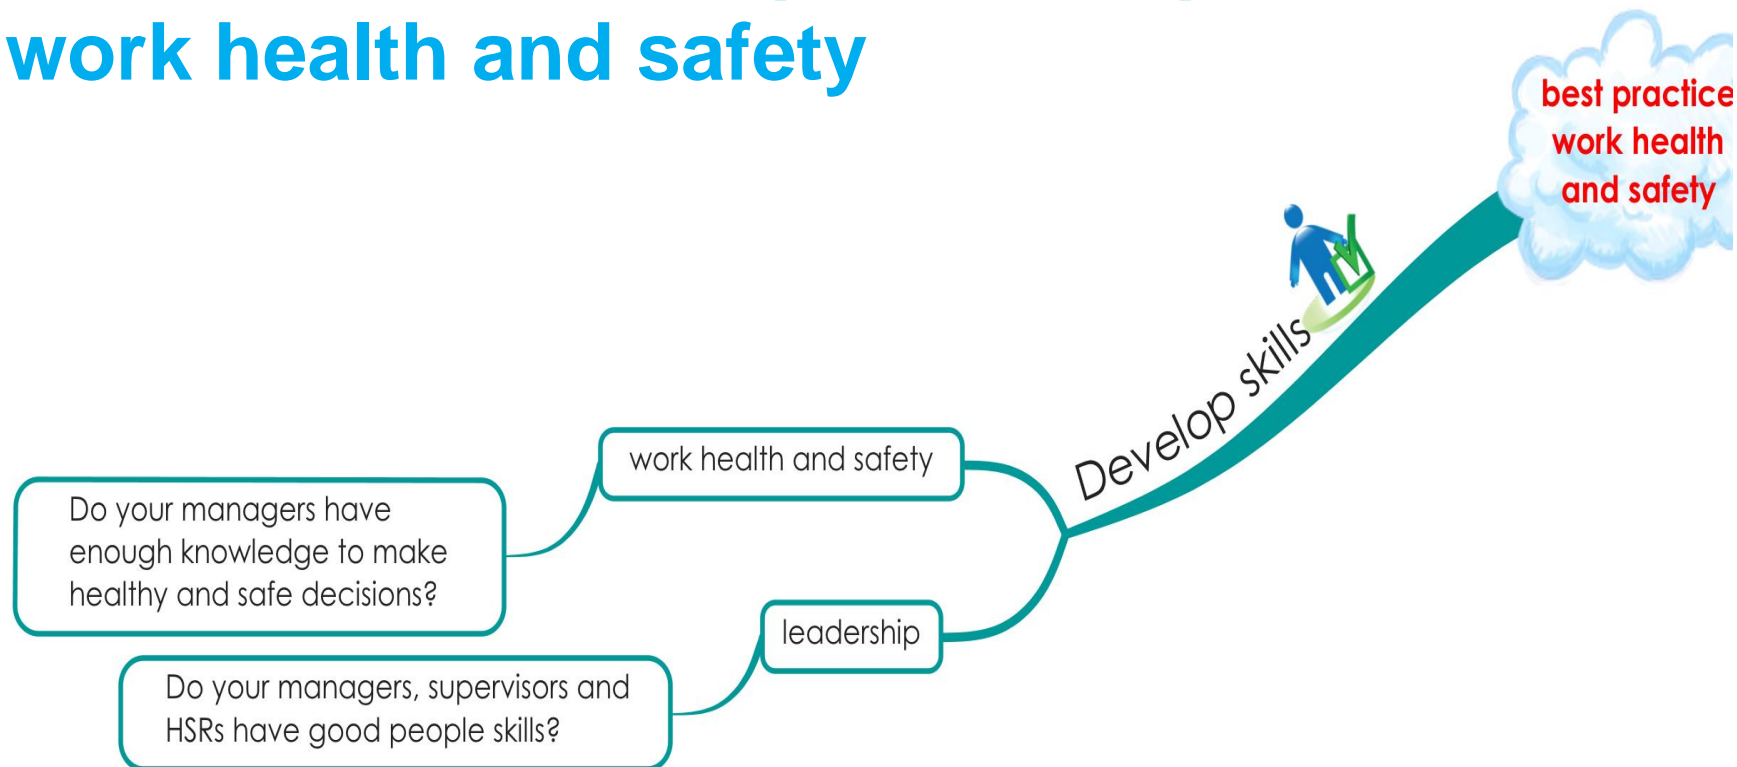 work health and safety
best practice
work health
and safety
Develop skills
work health and safety
Do your managers have
enough knowledge to make
healthy and safe decisions?
leadership
Do your managers, supervisors and
HSRs have good people skills?